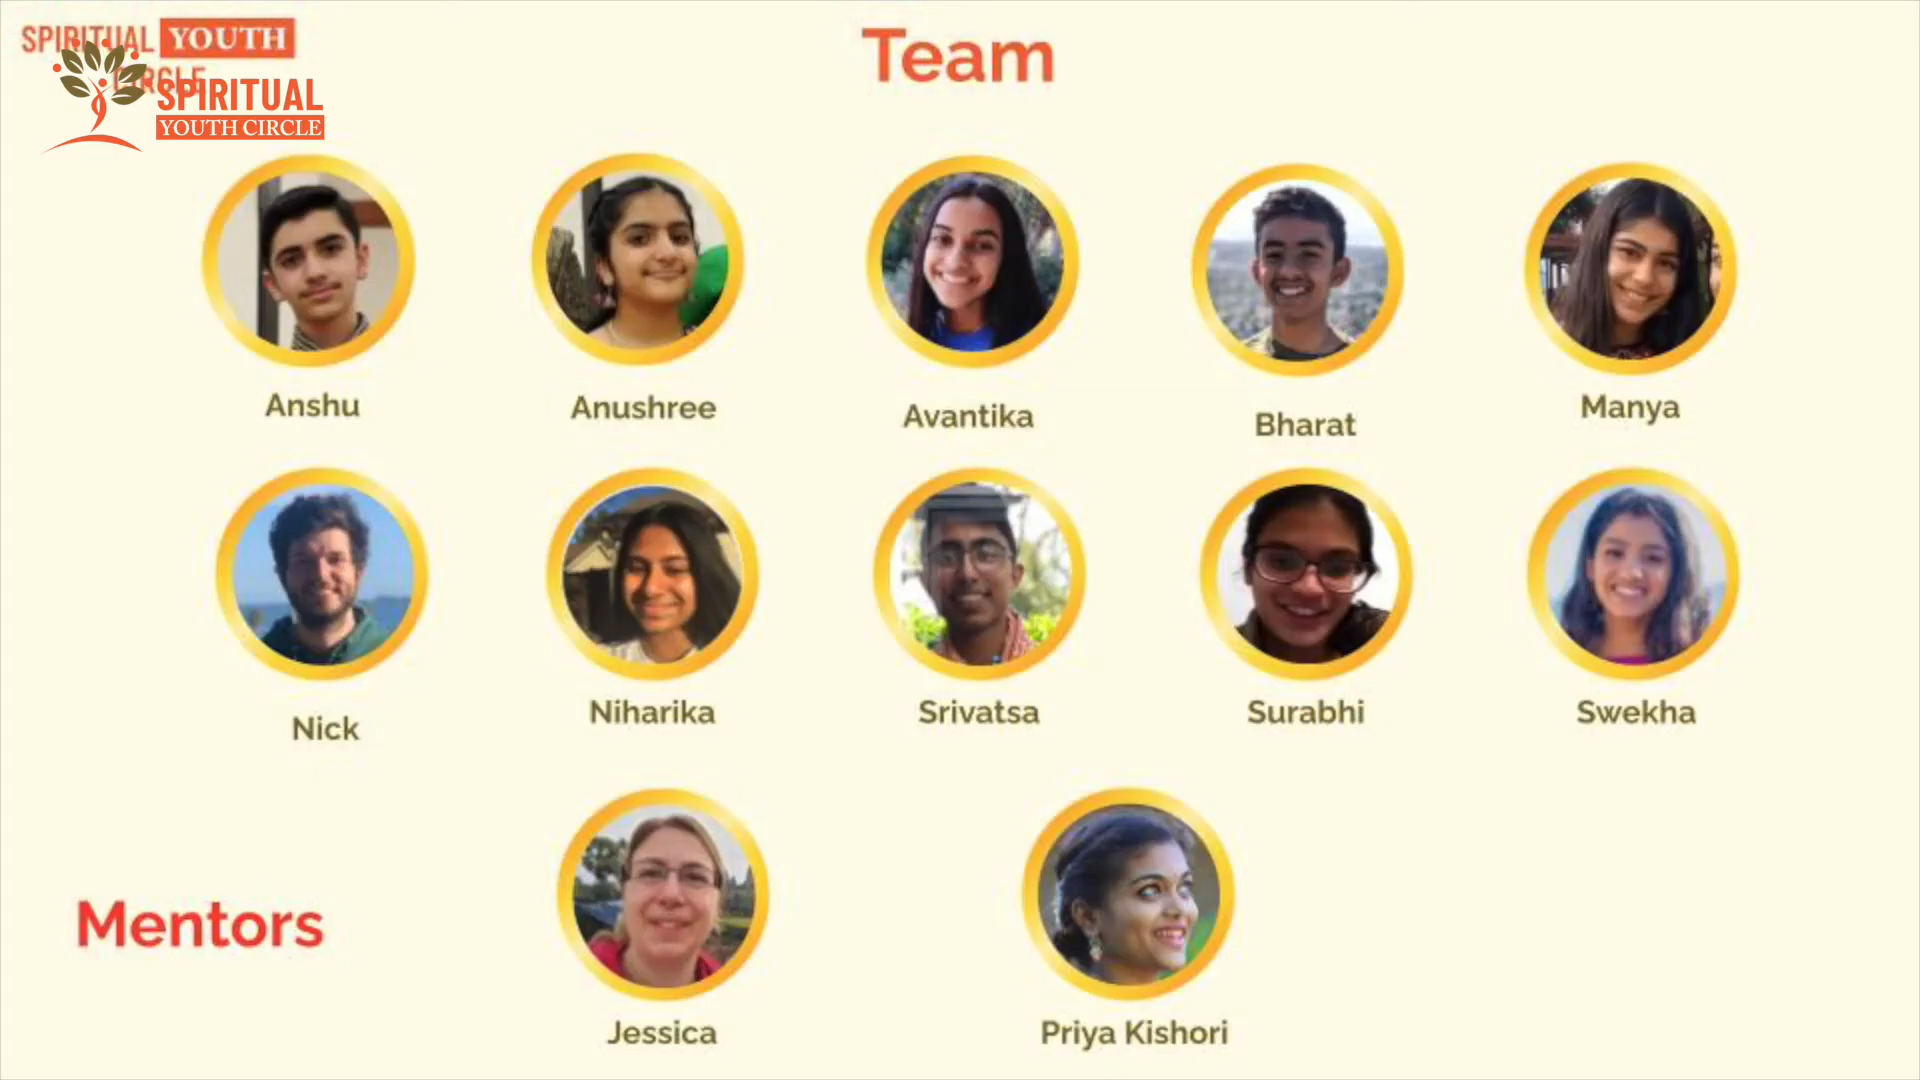 SPIRITUAL YOUTH
CIRCLE
SPIRITUAL
YOUTH CIRCLE
Team
Anshu
Anushree
Avantika
Bharat
Manya
Nick
Niharika
Srivatsa
Surabhi
Swekha
Mentors
Jessica
Priya Kishori